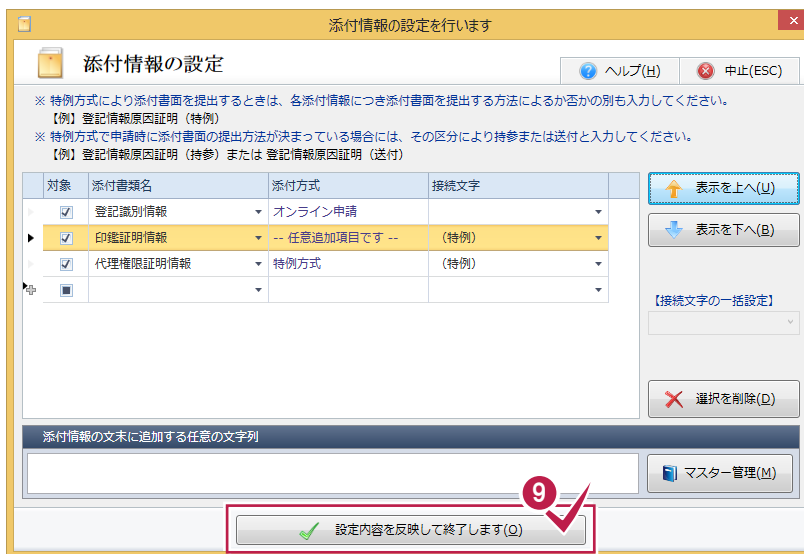 添付情報の設定を行います
添付情報の設定
ヘルプ(H)
中止(ESC)
※ 特例方式により添付書面を提出するときは、各添付情報につき添付書面を提出する方法によるか否かの別も入力してください。
【例】登記情報原因証明（特例）
※ 特例方式で申請時に添付書面の提出方法が決まっている場合には、その区分により持参または送付と入力してください。
【例】登記情報原因証明（持参）または 登記情報原因証明（送付）
対象 添付書類名 添付方式 接続文字
登記識別情報 オンライン申請
印鑑証明情報 -- 任意追加項目です -- （特例）
代理権限証明情報 特例方式 （特例）
表示を上へ(U)
表示を下へ(B)
【接続文字の一括設定】
選択を削除(D)
添付情報の文末に追加する任意の文字列
マスター管理(M)
9
設定内容を反映して終了します(O)